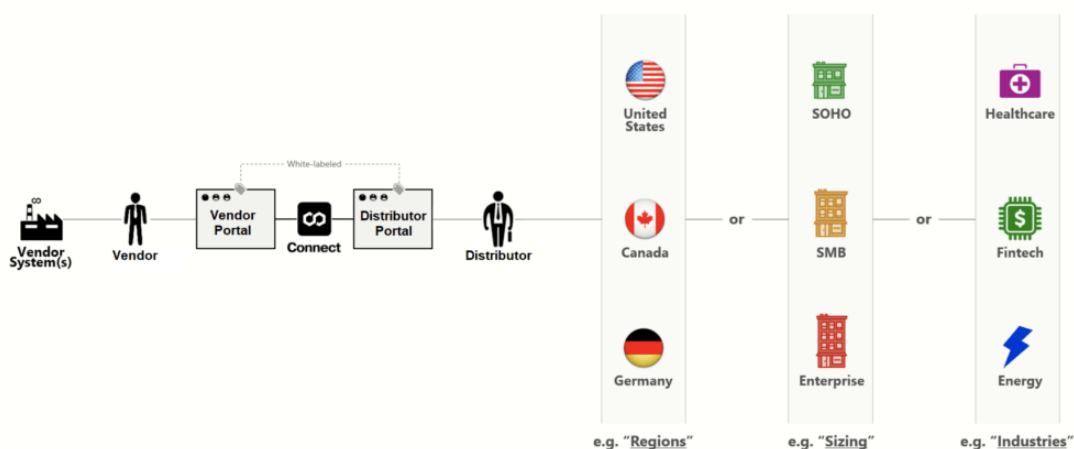 White-labeled
∞
Vendor
System(s)
Vendor
Vendor
Portal
Connect
Distributor
Portal
Distributor
United
States
Canada
Germany
e.g. “Regions”
or
SOHO
SMB
Enterprise
e.g. “Sizing”
or
Healthcare
$
Fintech
Energy
e.g. “Industries”